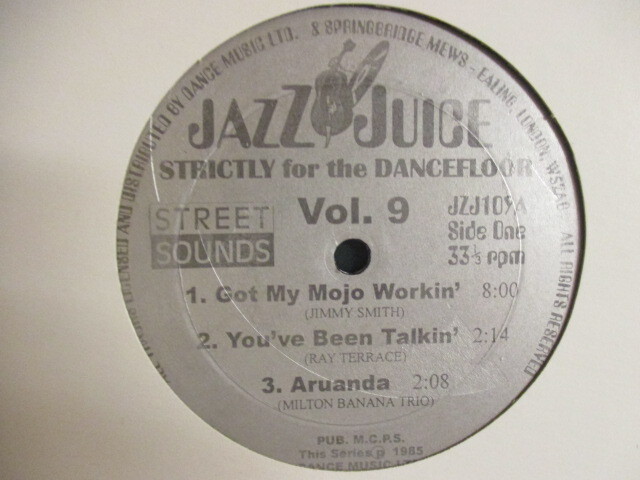 DISTRIBUTED BY DANCE MUSIC LTD. 8 SPRINGBRIDGE MEWS - EALING LONDON, W52AB ALL RIGHTS RESERVED
JAZZ JUICE
STRICTLY for the DANCEFLOOR
STREET
SOUNDS
Vol. 9
JZJ109A
Side One
33⅓ rpm
1. Got My Mojo Workin' 8:00
(JIMMY SMITH)
2. You've Been Talkin' 2:14
(RAY TERRACE)
3. Aruanda 2:08
(MILTON BANANA TRIO)
PUB. M.C.P.S.
This Series ℗ 1985
DANCE MUSIC LTD